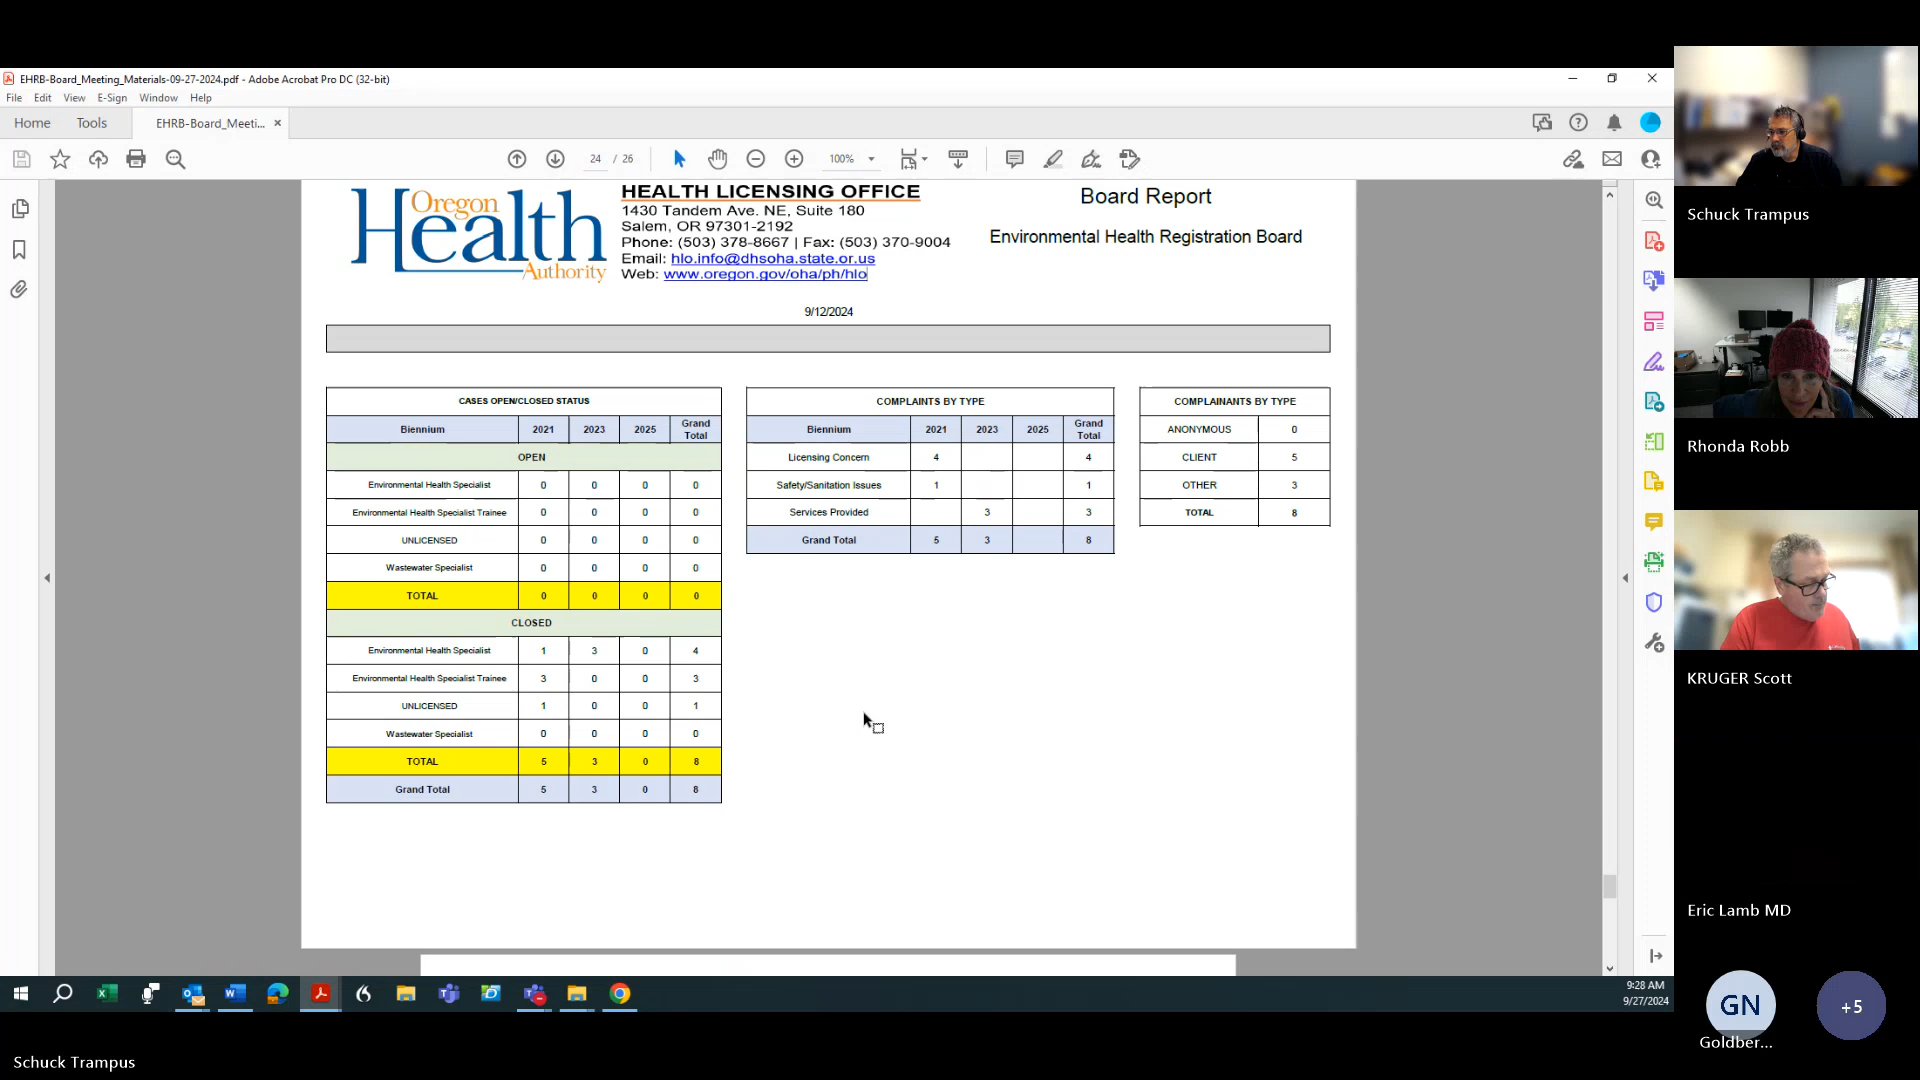 EHRB-Board_Meeting_Materials-09-27-2024.pdf - Adobe Acrobat Pro DC (32-bit)
File Edit View E-Sign Window Help
Home Tools EHRB-Board_Meeti... ×
24 / 26 100%
Oregon Health Authority
HEALTH LICENSING OFFICE
1430 Tandem Ave. NE, Suite 180
Salem, OR 97301-2192
Phone: (503) 378-8667 | Fax: (503) 370-9004
Email: hlo.info@dhsoha.state.or.us
Web: www.oregon.gov/oha/ph/hlo
Board Report
Environmental Health Registration Board
9/12/2024
CASES OPEN/CLOSED STATUS
Biennium 2021 2023 2025 Grand Total
OPEN
Environmental Health Specialist 0 0 0 0
Environmental Health Specialist Trainee 0 0 0 0
UNLICENSED 0 0 0 0
Wastewater Specialist 0 0 0 0
TOTAL 0 0 0 0
CLOSED
Environmental Health Specialist 1 3 0 4
Environmental Health Specialist Trainee 3 0 0 3
UNLICENSED 1 0 0 1
Wastewater Specialist 0 0 0 0
TOTAL 5 3 0 8
Grand Total 5 3 0 8
COMPLAINTS BY TYPE
Biennium 2021 2023 2025 Grand Total
Licensing Concern 4 4
Safety/Sanitation Issues 1 1
Services Provided 3 3
Grand Total 5 3 8
COMPLAINANTS BY TYPE
ANONYMOUS 0
CLIENT 5
OTHER 3
TOTAL 8
Schuck Trampus
Rhonda Robb
KRUGER Scott
Eric Lamb MD
GN
Goldber...
+5
9:28 AM
9/27/2024
Schuck Trampus